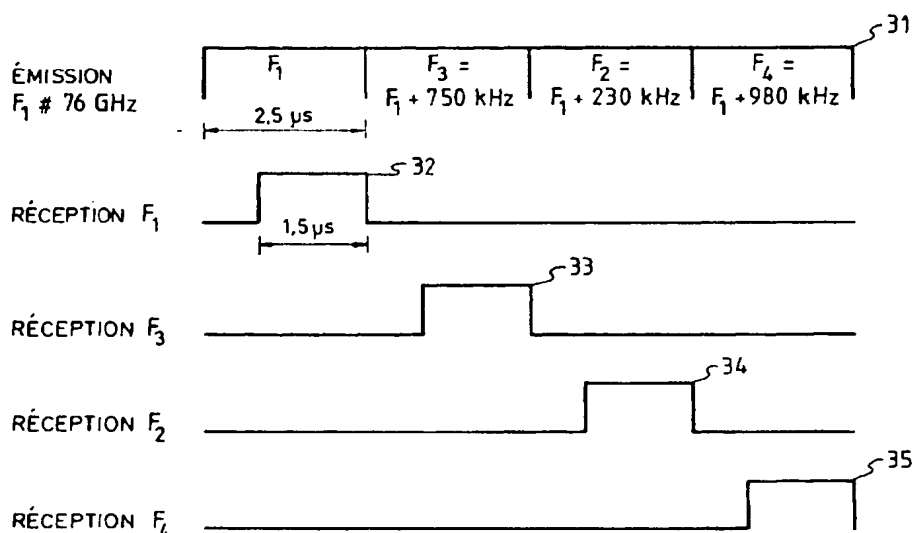 31
ÉMISSION
F₁ # 76 GHz
F₁
F₃ =
F₁ + 750 kHz
F₂ =
F₁ + 230 kHz
F₄ =
F₁ + 980 kHz
2,5 µs
32
RÉCEPTION F₁
1,5 µs
33
RÉCEPTION F₃
34
RÉCEPTION F₂
35
RÉCEPTION F₄